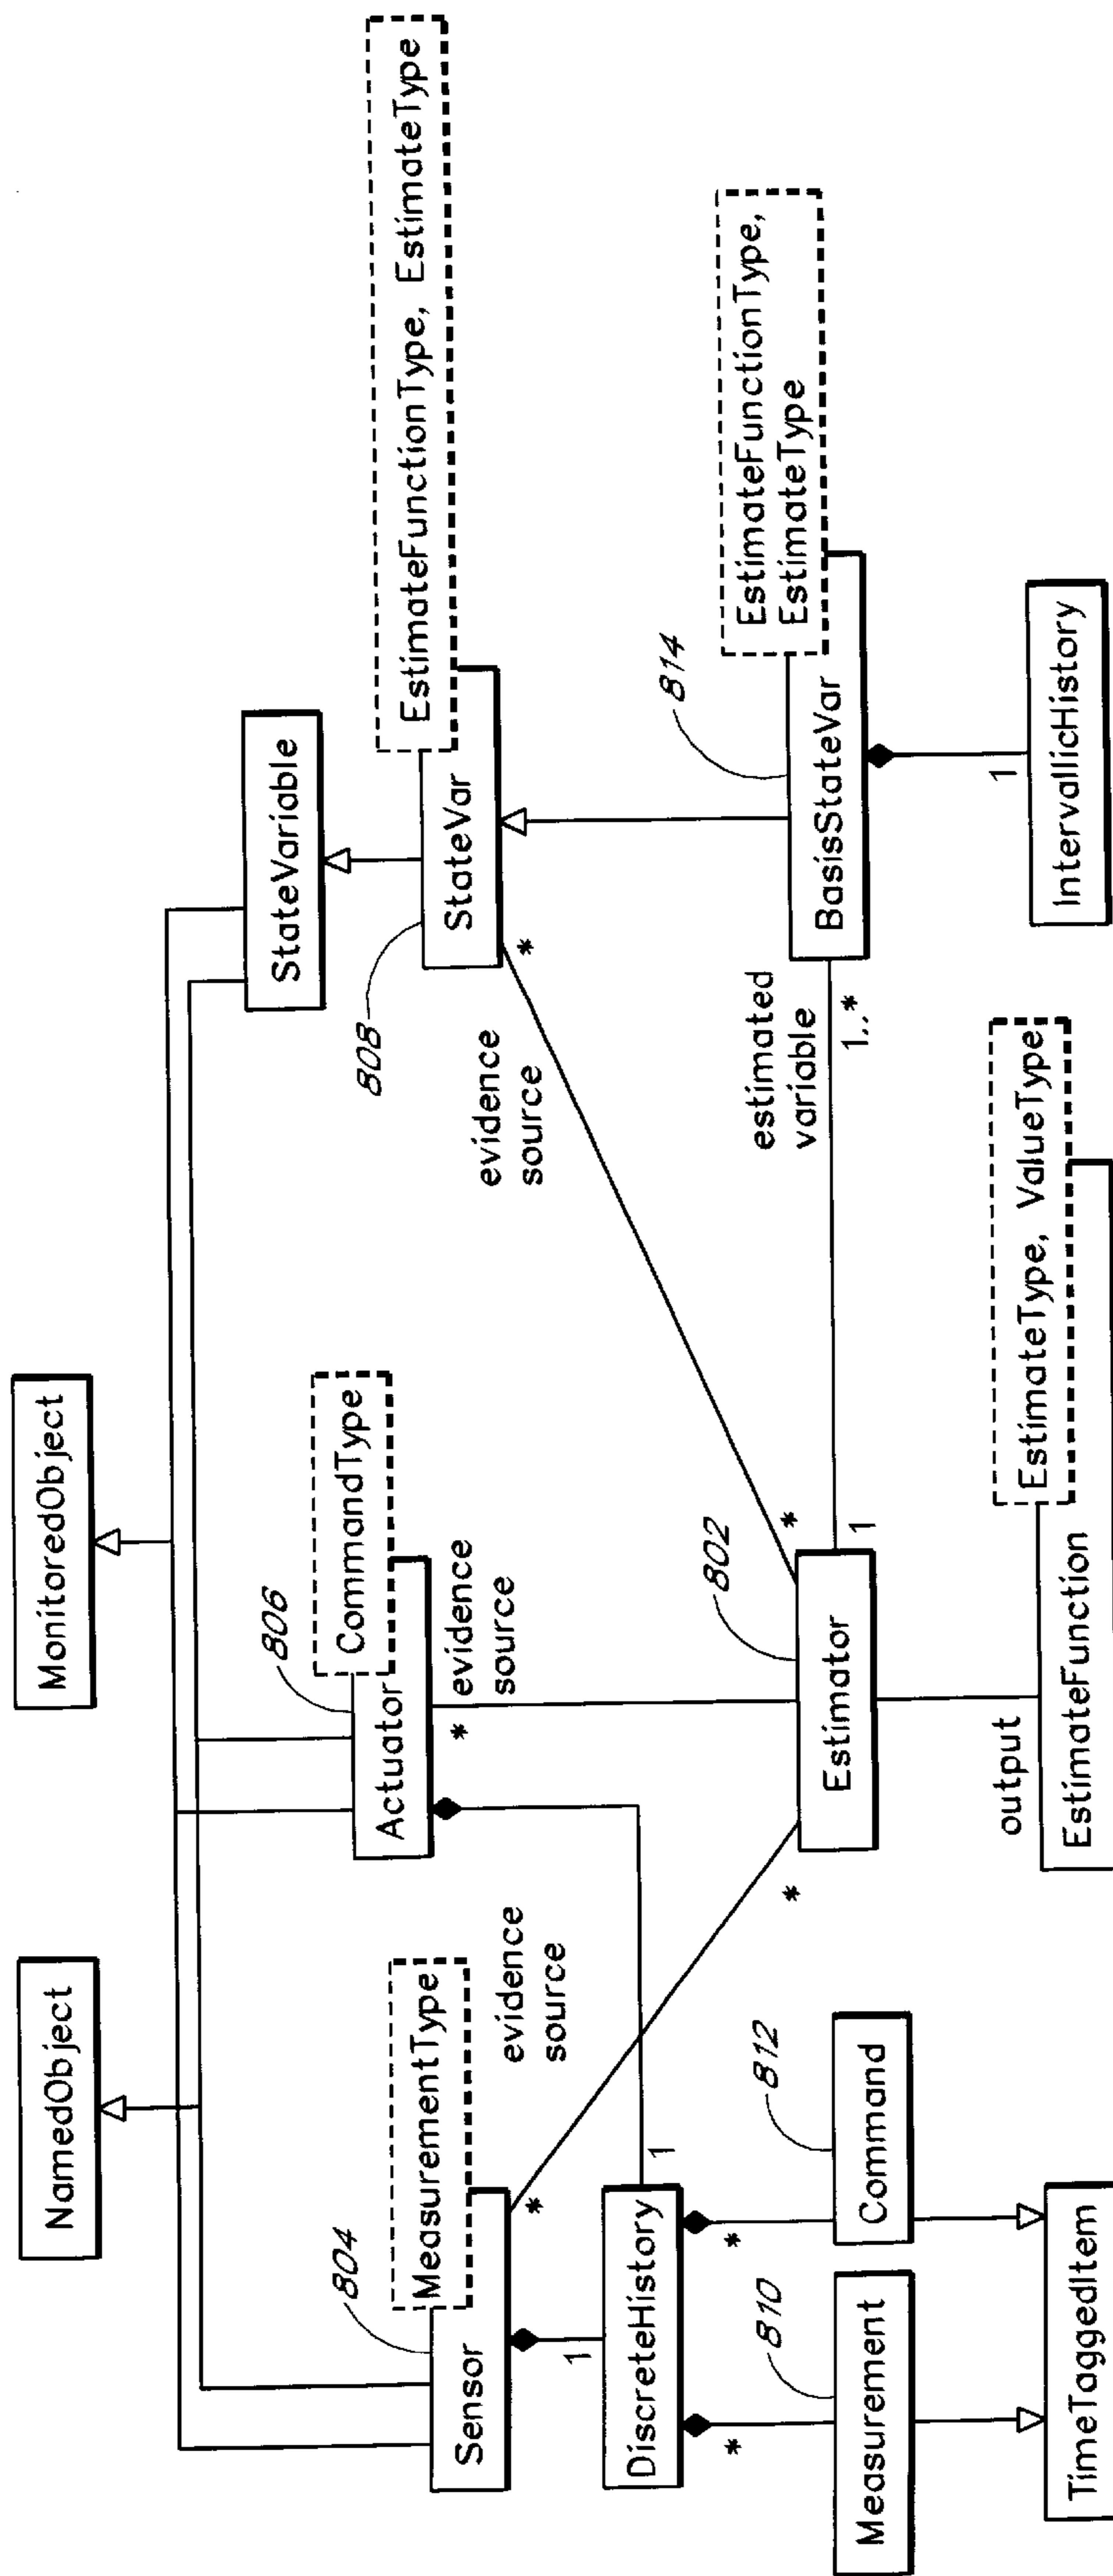 NamedObject
MonitoredObject
StateVariable
804
MeasurementType
Sensor
806
CommandType
Actuator
808
EstimateFunctionType, EstimateType
StateVar
evidence
source
*
evidence
source
*
evidence
source
*
1
DiscreteHistory
1
*
*
810
Measurement
812
Command
TimeTaggedItem
*
*
802
Estimator
1
estimated
variable
1..*
814
EstimateFunctionType,
EstimateType
BasisStateVar
output
EstimateType, ValueType
EstimateFunction
1
IntervallicHistory